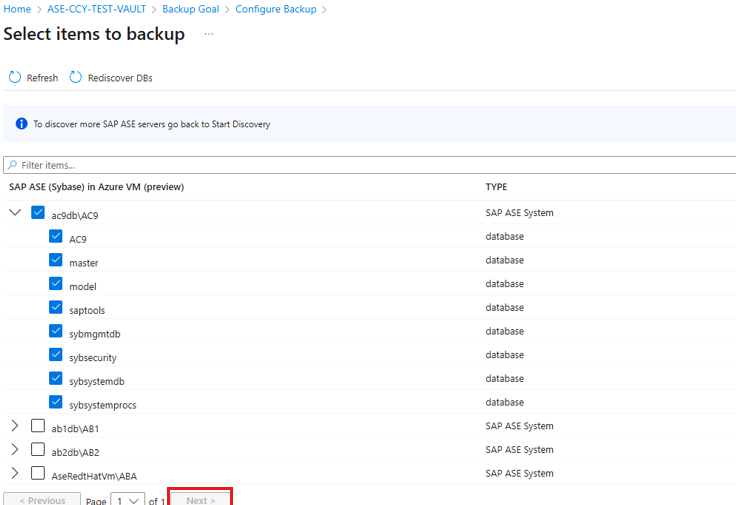 Home > ASE-CCY-TEST-VAULT > Backup Goal > Configure Backup >
Select items to backup ...
Refresh Rediscover DBs
To discover more SAP ASE servers go back to Start Discovery
Filter items...
SAP ASE (Sybase) in Azure VM (preview) TYPE
ac9db\AC9 SAP ASE System
AC9 database
master database
model database
saptools database
sybmgmtdb database
sybsecurity database
sybsystemdb database
sybsystemprocs database
ab1db\AB1 SAP ASE System
ab2db\AB2 SAP ASE System
AseRedtHatVm\ABA SAP ASE System
< Previous Page 1 of 1 Next >